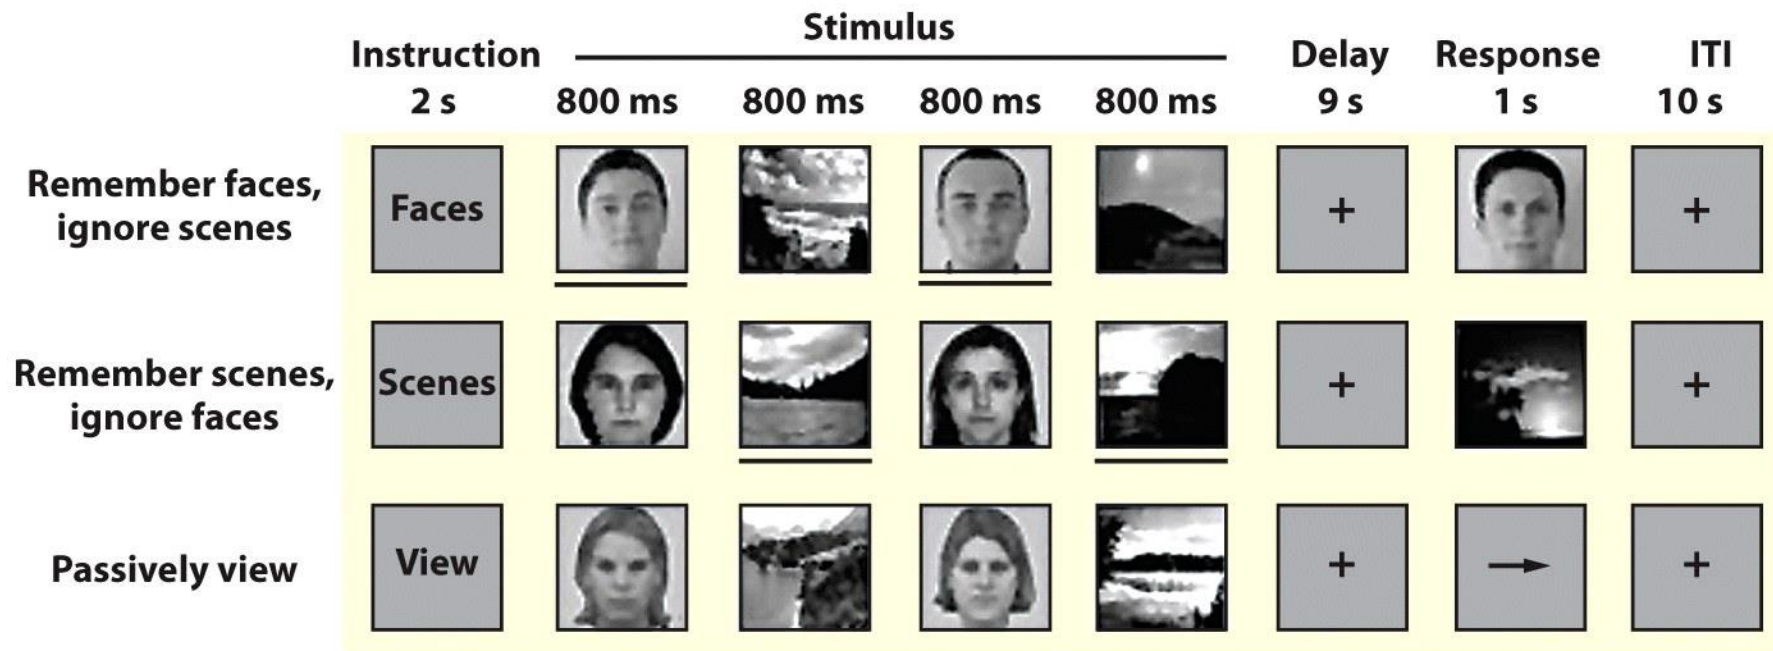 Stimulus
Instruction Delay Response ITI
2 s 800 ms 800 ms 800 ms 800 ms 9 s 1 s 10 s
Remember faces,
ignore scenes
Faces + +
Remember scenes,
ignore faces
Scenes + +
Passively view
View + +